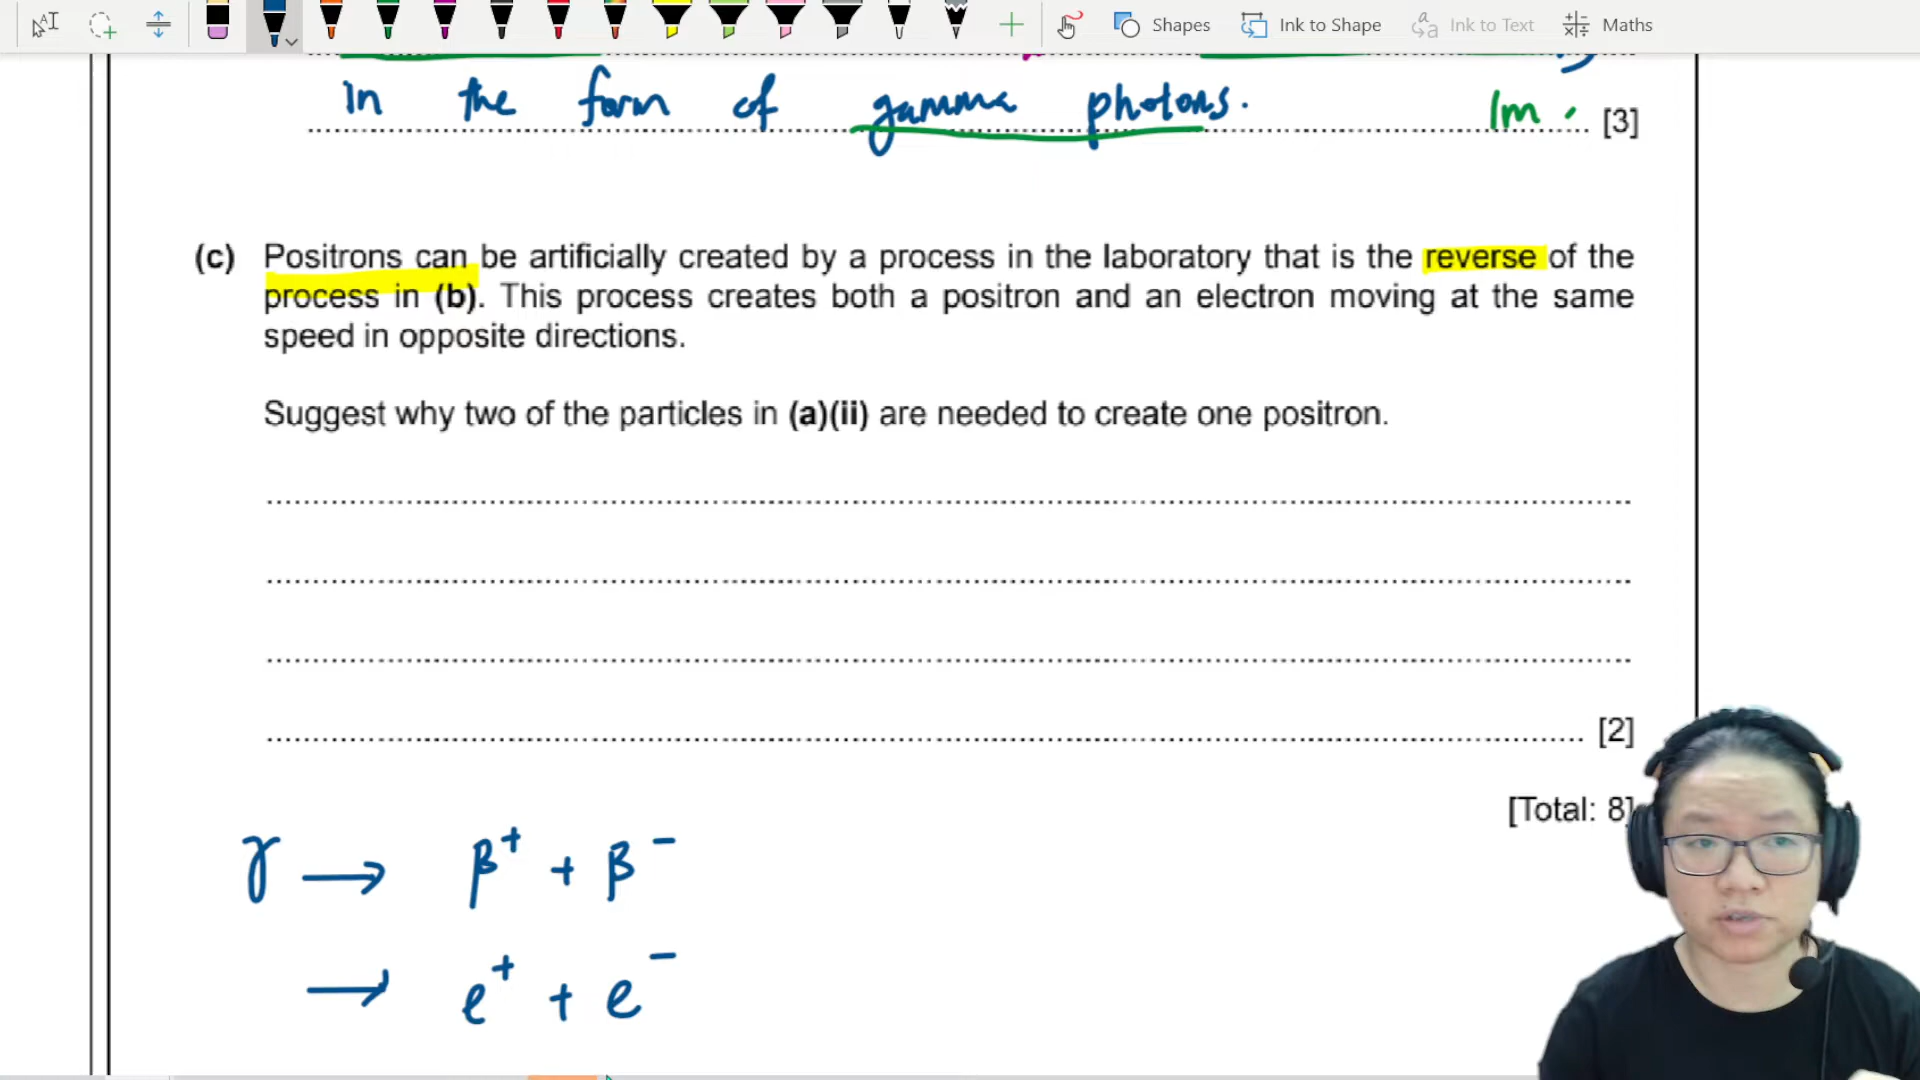 Shapes Ink to Shape Ink to Text Maths
in the form of gamma photons. 1m. [3]
(c) Positrons can be artificially created by a process in the laboratory that is the reverse of the
process in (b). This process creates both a positron and an electron moving at the same
speed in opposite directions.
Suggest why two of the particles in (a)(ii) are needed to create one positron.
[2]
[Total: 8]
γ → β⁺ + β⁻
→ e⁺ + e⁻